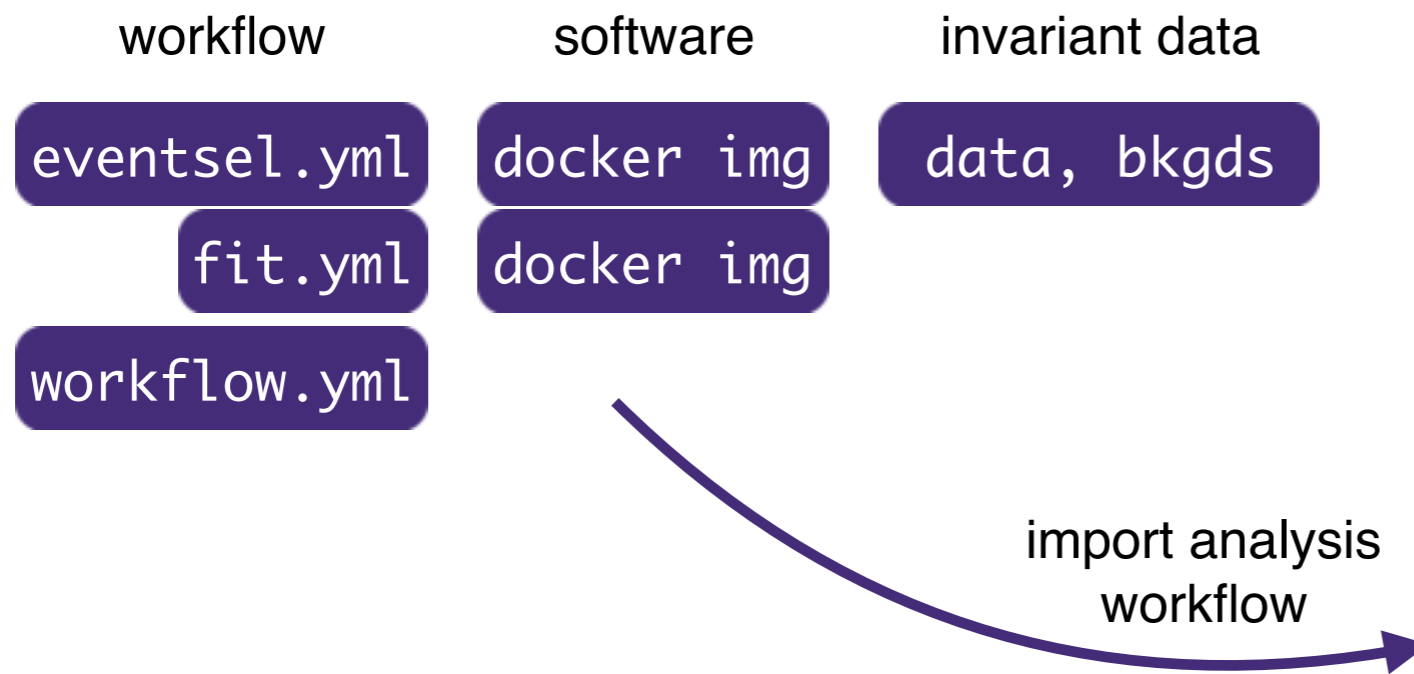 workflow
software
invariant data
eventsel.yml
docker img
data, bkgds
fit.yml
docker img
workflow.yml
import analysis
workflow